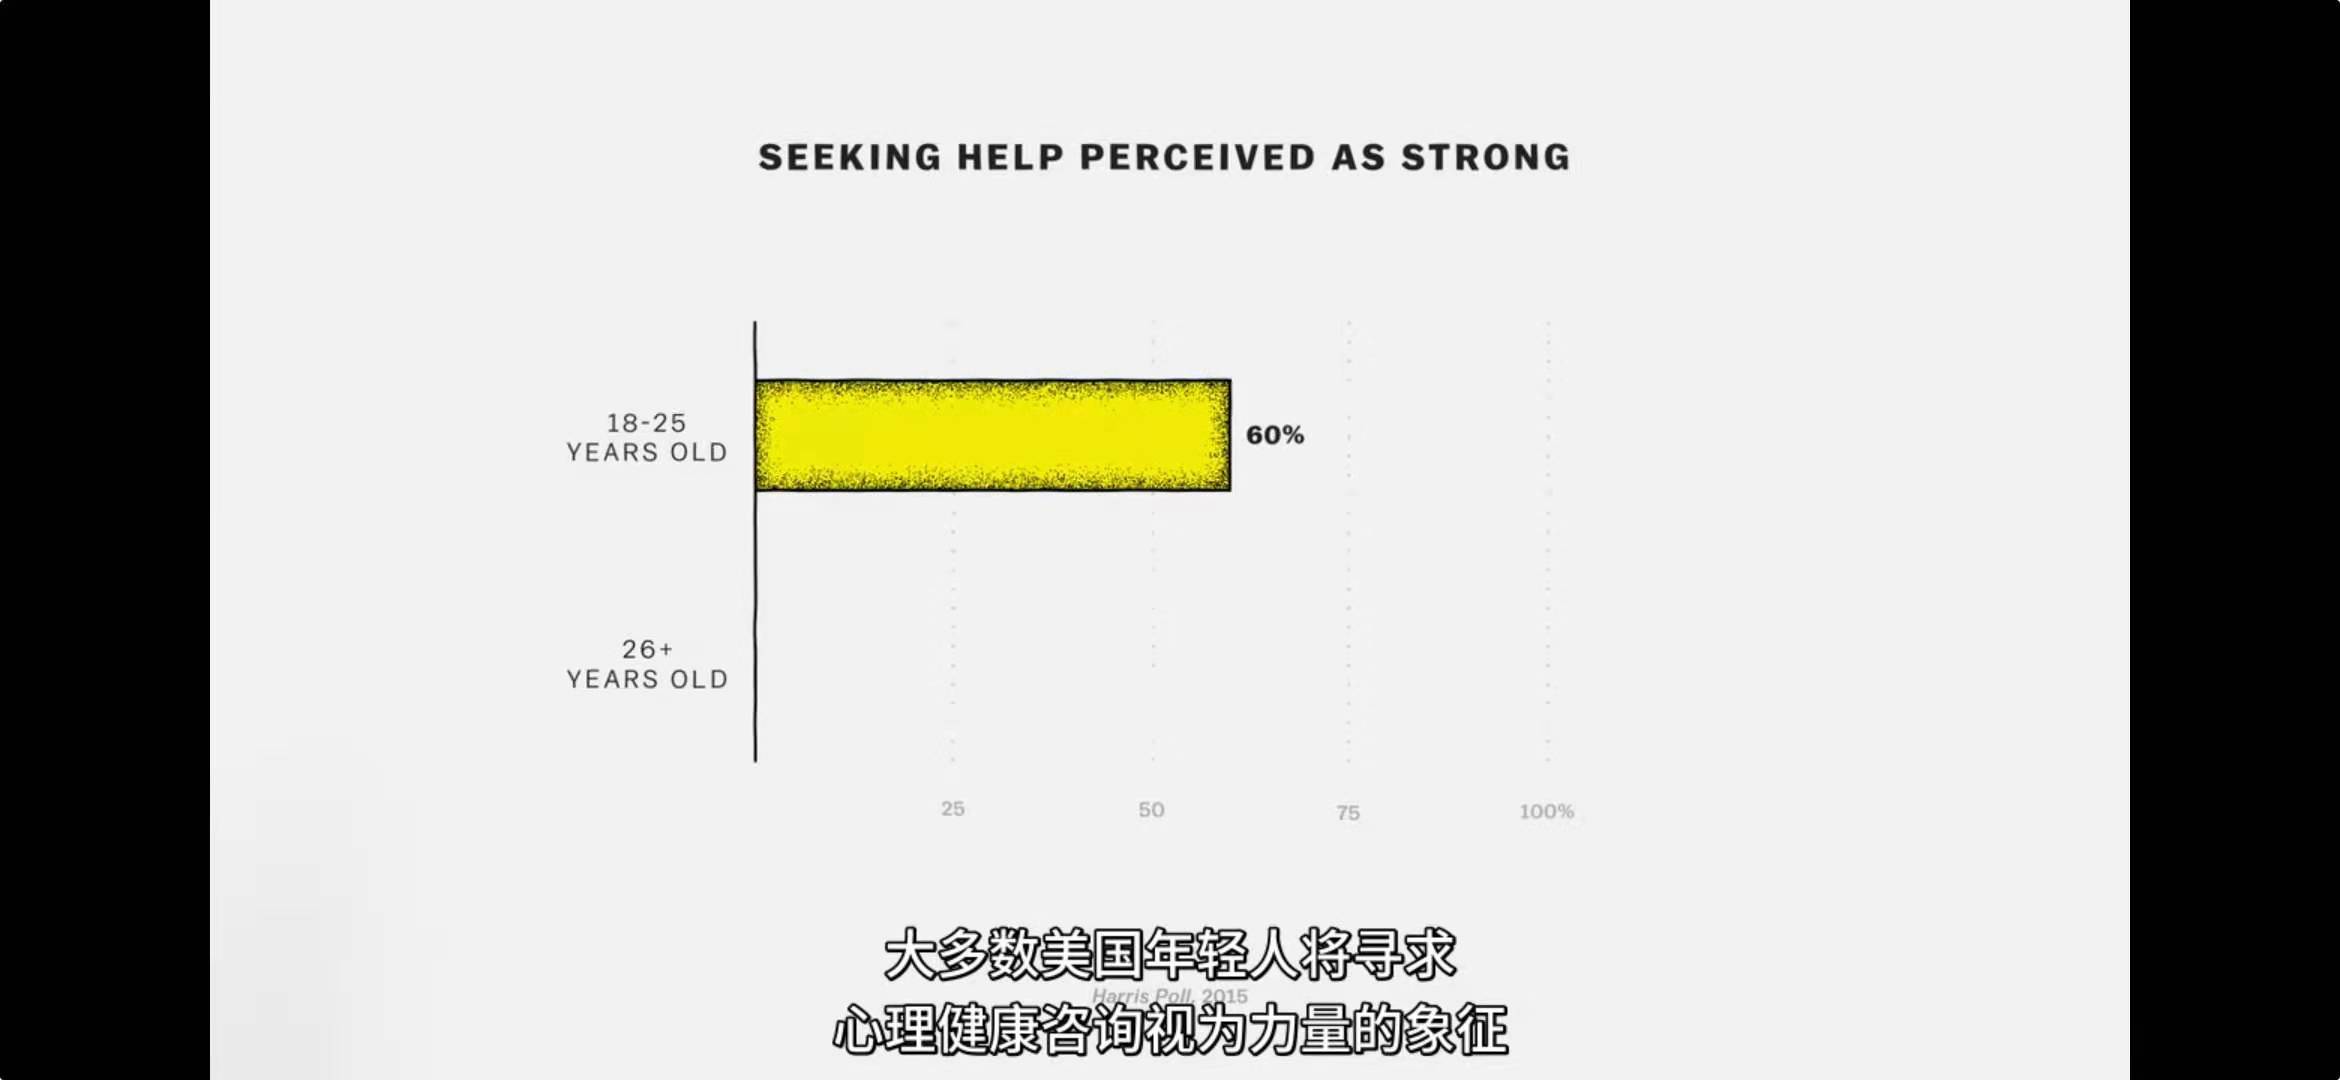 SEEKING HELP PERCEIVED AS STRONG
18-25
YEARS OLD
60%
26+
YEARS OLD
25
50
75
100%
大多数美国年轻人将寻求
Harris Poll, 2015
心理健康咨询视为力量的象征